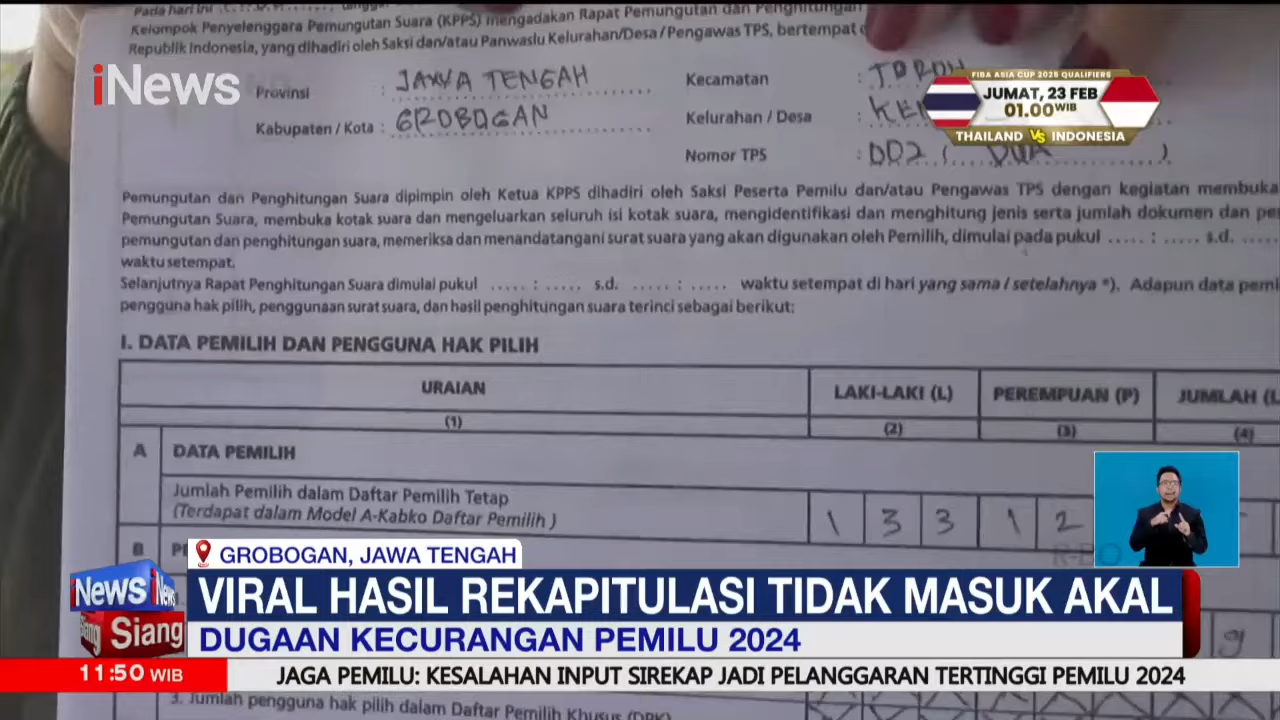 Pada hari ini
Kelompok Penyelenggara Pemungutan Suara (KPPS) mengadakan Rapat Pemungutan dan Penghitungan
Republik Indonesia, yang dihadiri oleh Saksi dan/atau Panwaslu Kelurahan/Desa / Pengawas TPS, bertempat
iNews
Provinsi : JAWA TENGAH
Kabupaten / Kota : GROBOGAN
Kecamatan :
Kelurahan / Desa :
Nomor TPS : 002 ( DUA )
FIBA ASIA CUP 2025 QUALIFIERS
JUMAT, 23 FEB
01.00 WIB
THAILAND VS INDONESIA
Pemungutan dan Penghitungan Suara dipimpin oleh Ketua KPPS dihadiri oleh Saksi Peserta Pemilu dan/atau Pengawas TPS dengan kegiatan membuka
Pemungutan Suara, membuka kotak suara dan mengeluarkan seluruh isi kotak suara, mengidentifikasi dan menghitung jenis serta jumlah dokumen dan
pemungutan dan penghitungan suara, memeriksa dan menandatangani surat suara yang akan digunakan oleh Pemilih, dimulai pada pukul ..... : ..... s.d. .....
waktu setempat.
Selanjutnya Rapat Penghitungan Suara dimulai pukul ..... : ..... s.d. ..... : ..... waktu setempat di hari yang sama / setelahnya *). Adapun data
pengguna hak pilih, penggunaan surat suara, dan hasil penghitungan suara terinci sebagai berikut:
I. DATA PEMILIH DAN PENGGUNA HAK PILIH
URAIAN LAKI-LAKI (L) PEREMPUAN (P) JUMLAH (L
(1) (2) (3) (4)
A DATA PEMILIH
Jumlah Pemilih dalam Daftar Pemilih Tetap 1 3 3 1 2
(Terdapat dalam Model A-Kabko Daftar Pemilih )
B
GROBOGAN, JAWA TENGAH
iNews Siang
VIRAL HASIL REKAPITULASI TIDAK MASUK AKAL
DUGAAN KECURANGAN PEMILU 2024
11:50 WIB
JAGA PEMILU: KESALAHAN INPUT SIREKAP JADI PELANGGARAN TERTINGGI PEMILU 2024
3. Jumlah pengguna hak pilih dalam Daftar Pemilih Khusus (DPK)